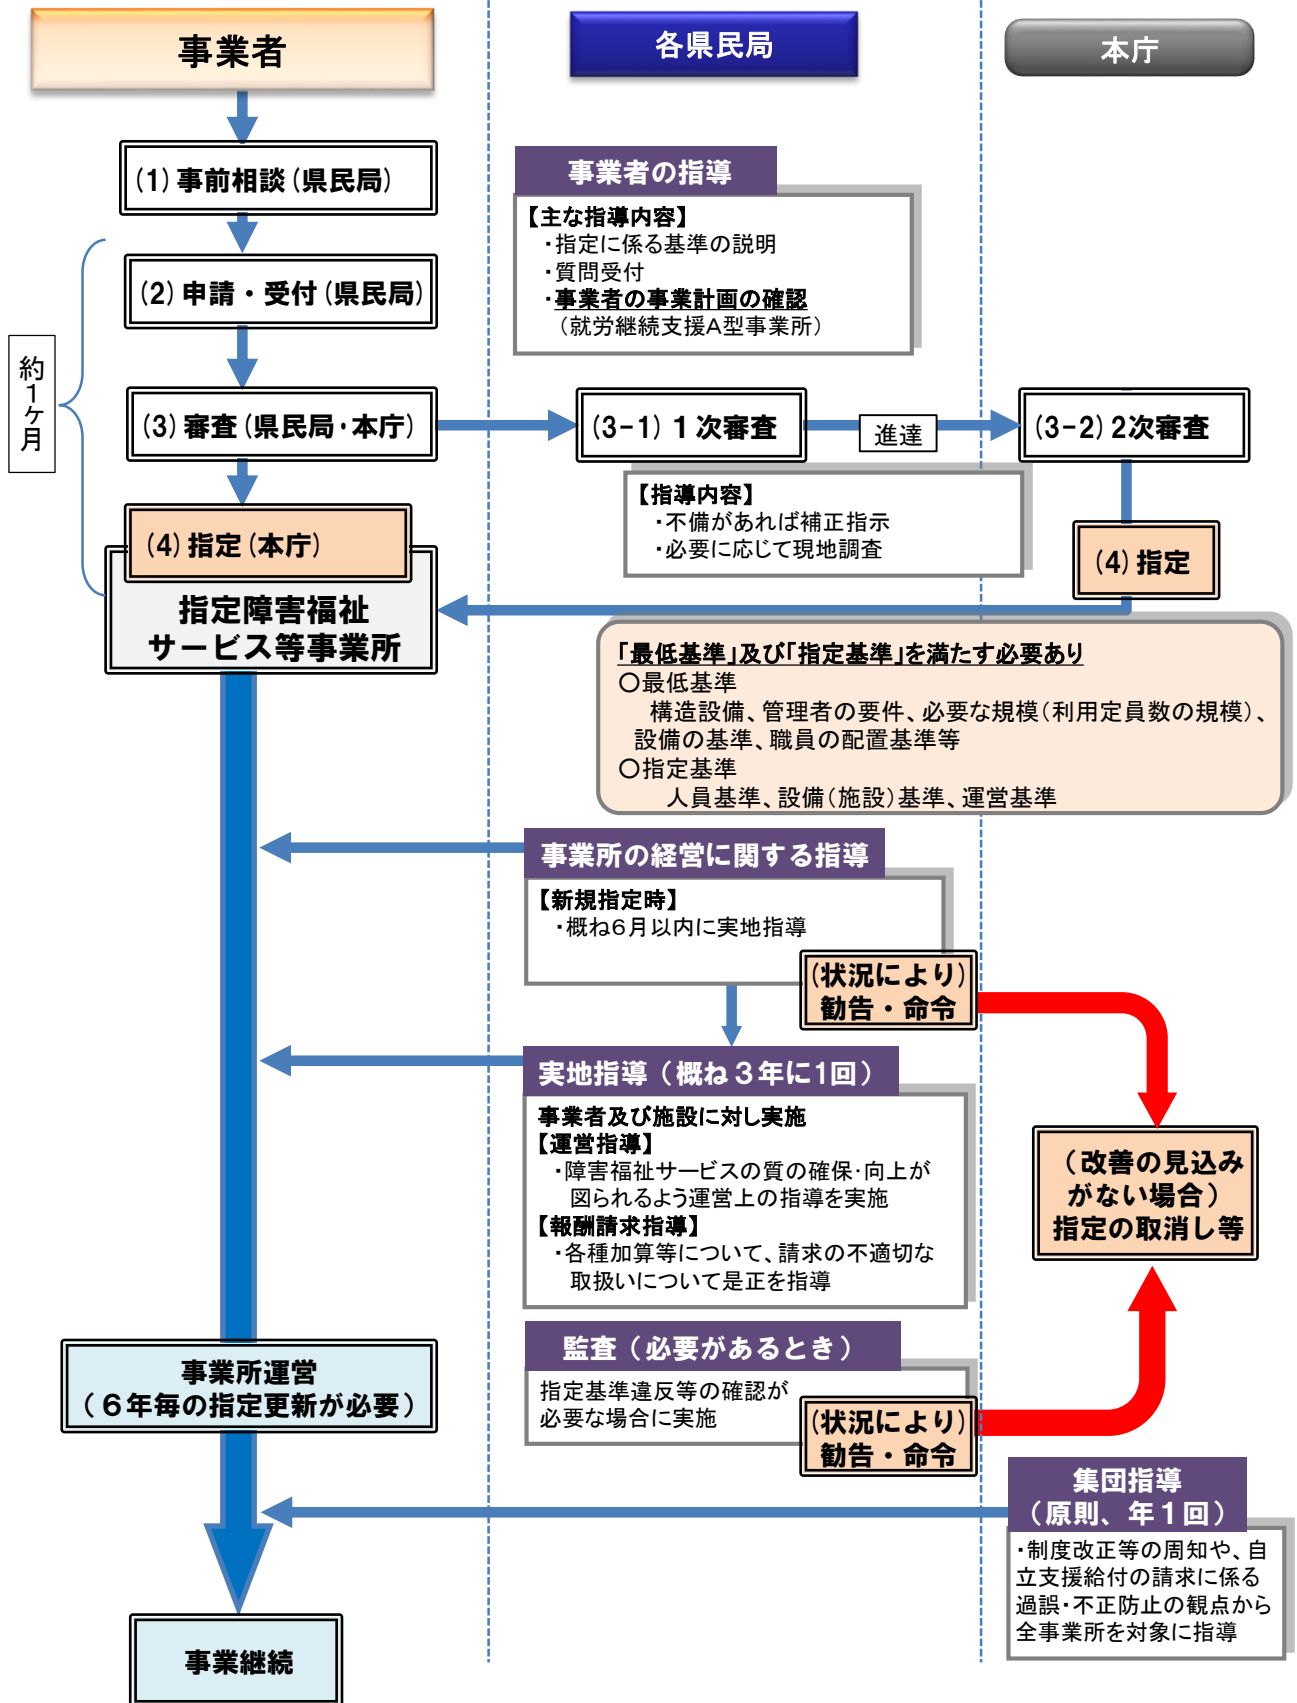 事業者
各県民局
本庁
(1)事前相談(県民局)
事業者の指導
【主な指導内容】
・指定に係る基準の説明
・質問受付
・事業者の事業計画の確認
（就労継続支援A型事業所）
(2)申請・受付(県民局)
約1ヶ月
(3)審査(県民局・本庁)
(3-1)1次審査
進達
(3-2)2次審査
【指導内容】
・不備があれば補正指示
・必要に応じて現地調査
(4)指定(本庁)
(4)指定
指定障害福祉
サービス等事業所
「最低基準」及び「指定基準」を満たす必要あり
○最低基準
構造設備、管理者の要件、必要な規模(利用定員数の規模)、
設備の基準、職員の配置基準等
○指定基準
人員基準、設備(施設)基準、運営基準
事業所の経営に関する指導
【新規指定時】
・概ね6月以内に実地指導
(状況により)
勧告・命令
実地指導（概ね３年に1回）
事業者及び施設に対し実施
【運営指導】
・障害福祉サービスの質の確保・向上が
図られるよう運営上の指導を実施
【報酬請求指導】
・各種加算等について、請求の不適切な
取扱いについて是正を指導
（改善の見込み
がない場合）
指定の取消し等
監査（必要があるとき）
指定基準違反等の確認が
必要な場合に実施
(状況により)
勧告・命令
事業所運営
（６年毎の指定更新が必要）
集団指導
（原則、年１回）
・制度改正等の周知や、自
立支援給付の請求に係る
過誤・不正防止の観点から
全事業所を対象に指導
事業継続